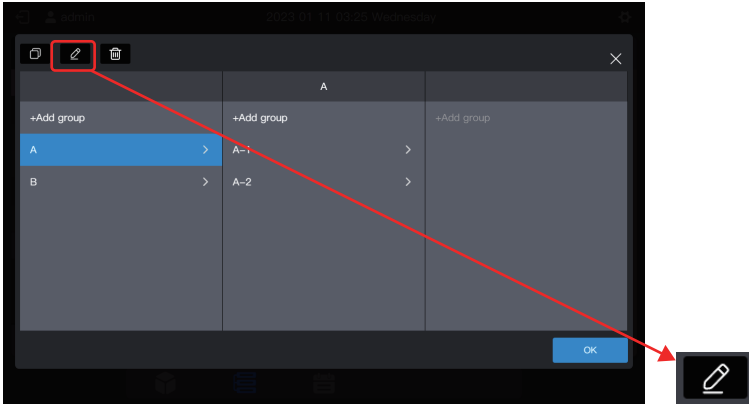 admin 2023 01 11 03:25 Wednesday
A
+Add group +Add group +Add group
A A-1
B A-2
OK